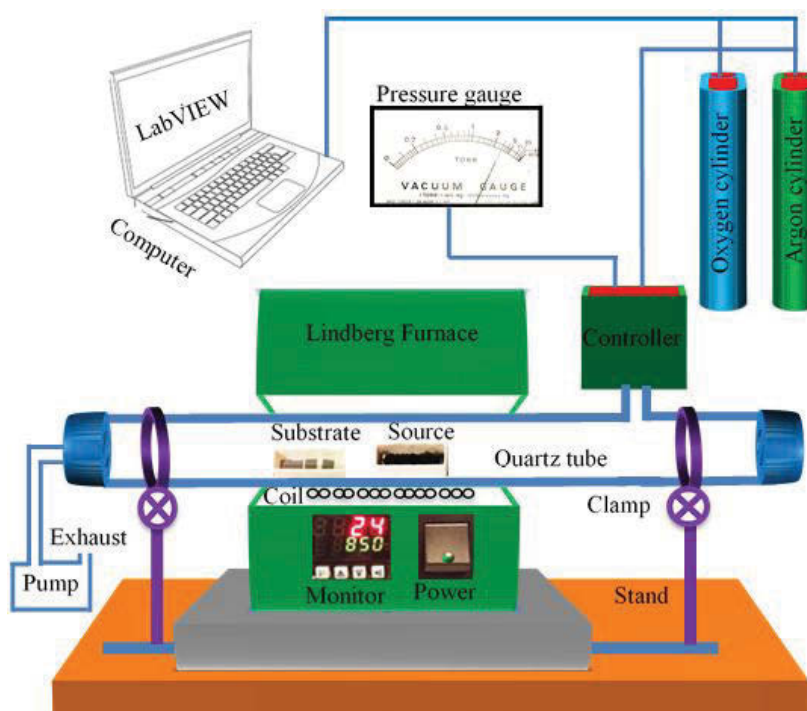 LabVIEW
Computer
Pressure gauge
TORR
VACUUM GAUGE
Oxygen cylinder
Argon cylinder
Lindberg Furnace
Controller
Substrate
Source
Quartz tube
Coil
Clamp
Exhaust
Pump
24
850
Monitor
Power
Stand